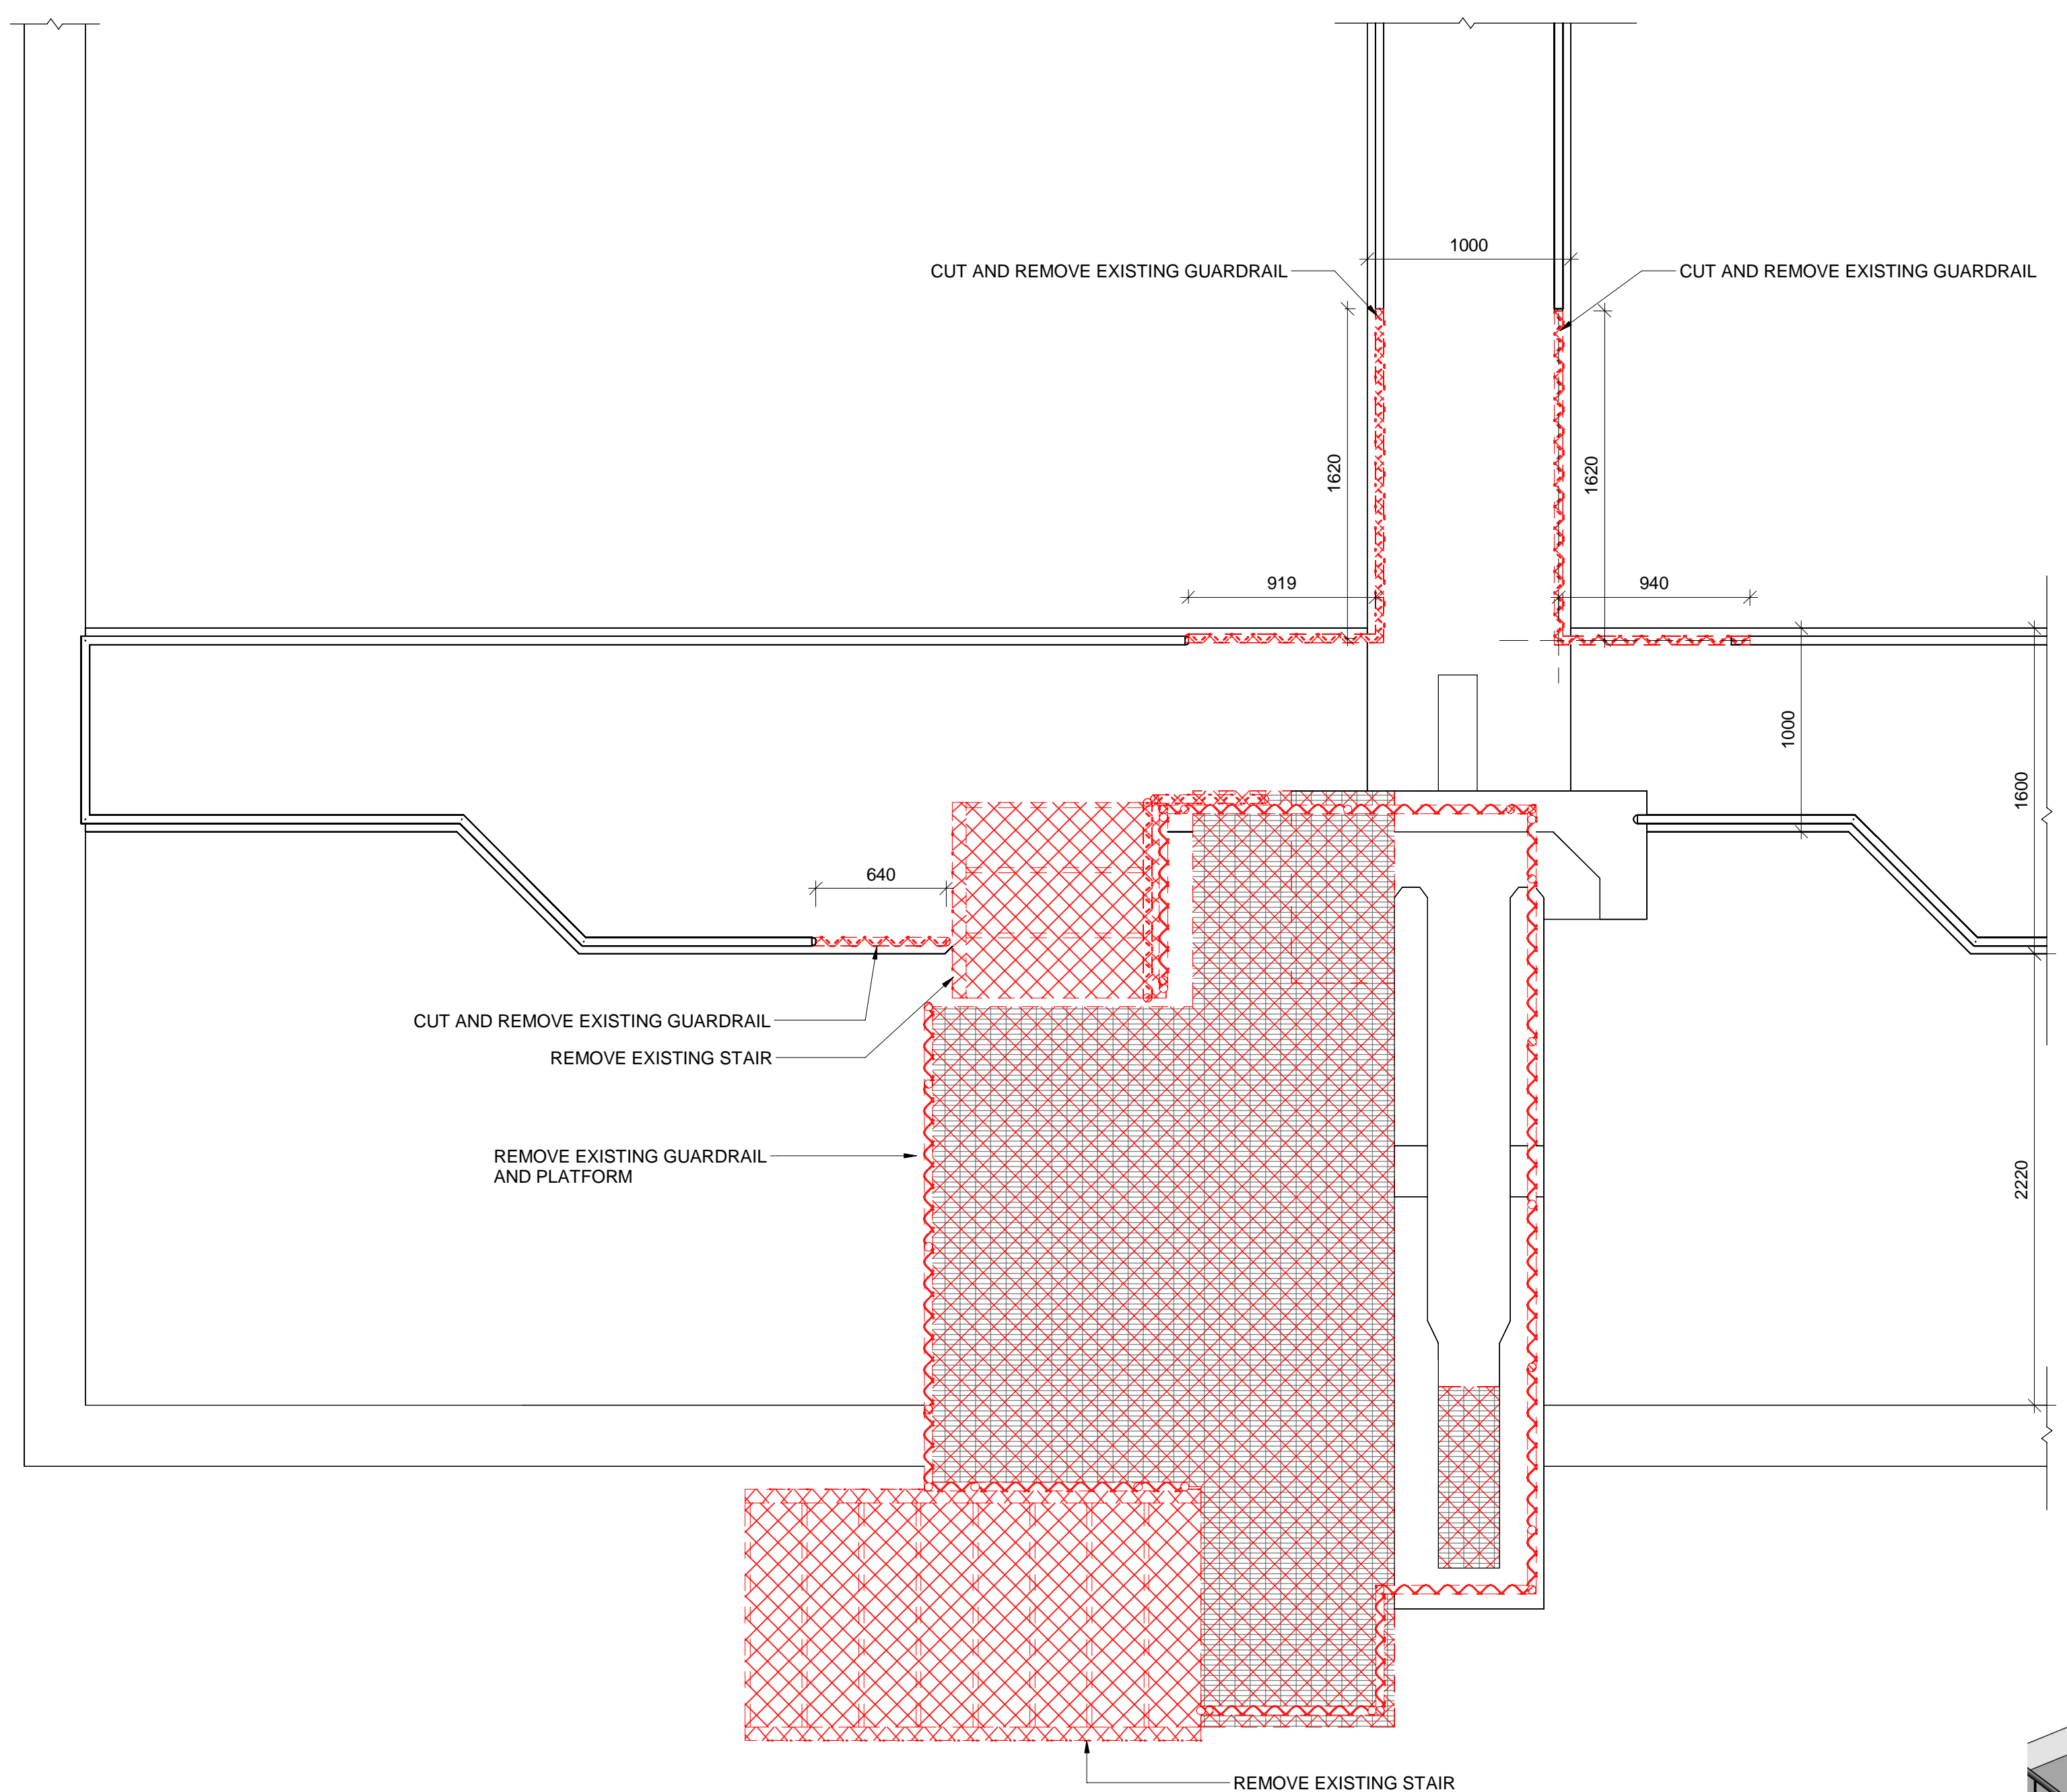 1000
CUT AND REMOVE EXISTING GUARDRAIL
CUT AND REMOVE EXISTING GUARDRAIL
1620
1620
919
940
1000
1600
640
CUT AND REMOVE EXISTING GUARDRAIL
REMOVE EXISTING STAIR
REMOVE EXISTING GUARDRAIL
AND PLATFORM
2220
REMOVE EXISTING STAIR